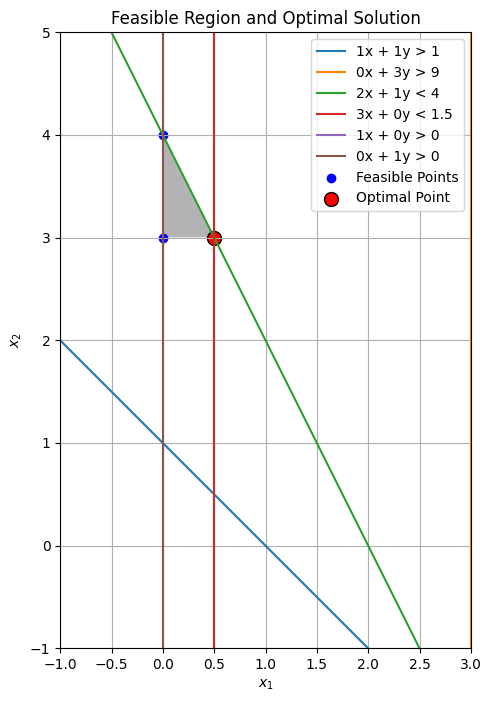 Feasible Region and Optimal Solution
1x + 1y > 1
0x + 3y > 9
2x + 1y < 4
3x + 0y < 1.5
1x + 0y > 0
0x + 1y > 0
Feasible Points
Optimal Point
5
4
3
2
1
0
−1
x₂
−1.0 −0.5 0.0 0.5 1.0 1.5 2.0 2.5 3.0
x₁